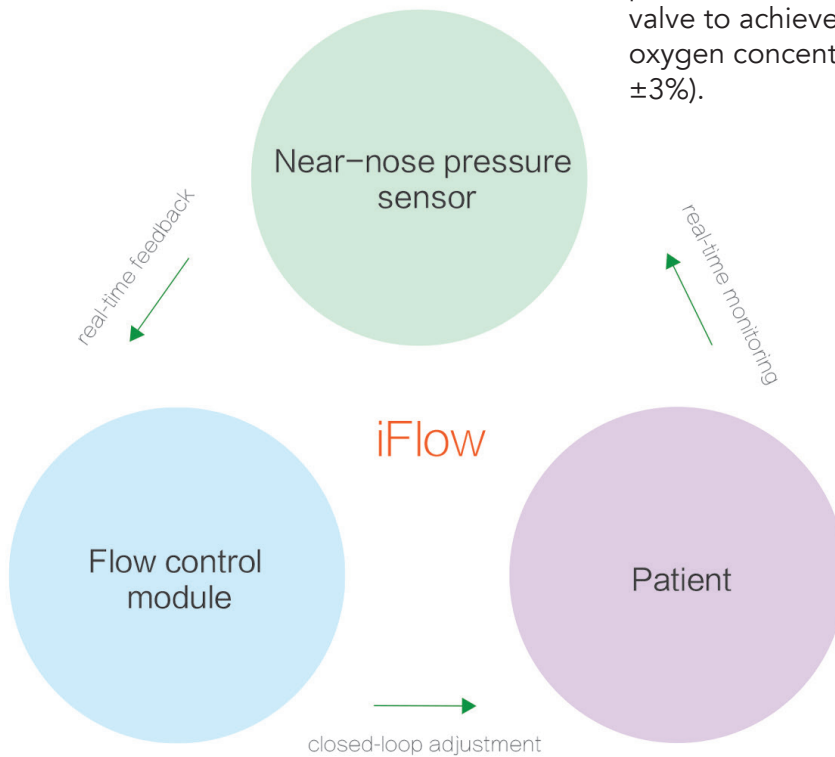 valve to achieve
oxygen concent
±3%).
Near-nose pressure
sensor
real-time feedback
real-time monitoring
iFlow
Flow control
module
Patient
closed-loop adjustment